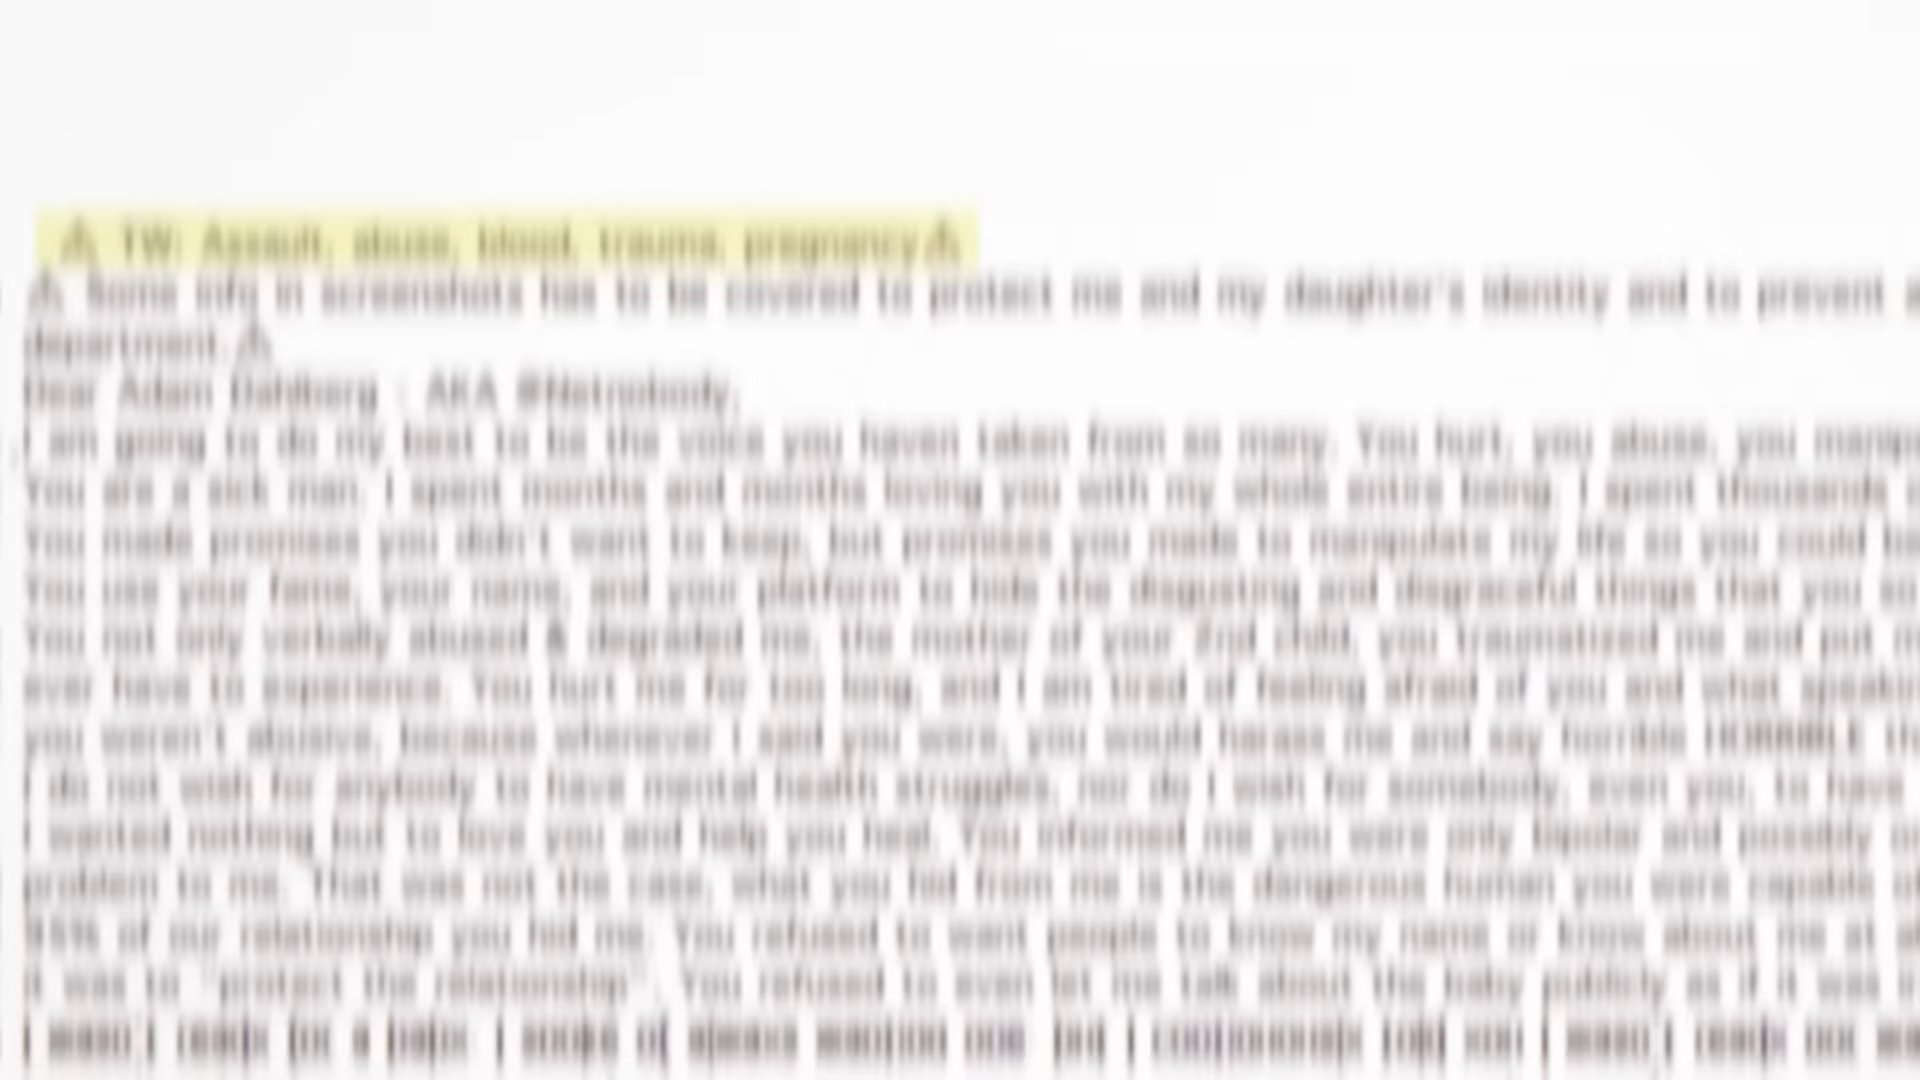 ⚠ TW: Assault, abuse, blood, trauma, pregnancy⚠
⚠ Some info in screenshots has to be covered to protect me and my daughter's identity and to prevent
department. ⚠
Dear Adam Dahlberg - AKA @Netnobody,
I am going to do my best to be the voice you haven taken from so many. You hurt, you abuse, you
You are a sick man. I spent months and months loving you with my whole entire being. I spent thousands
You made promises you didn't want to keep, but promises you made to manipulate my life so you could
You use your fame, your name, and your platform to hide the disgusting and disgraceful things that you
You not only verbally abused & degraded me, the mother of your 2nd child, you traumatized me and put
ever have to experience. You hurt me for too long, and I am tired of feeling afraid of you and what
you weren't abusive, because whenever I said you were, you would harass me and say horrible HORRIBLE
I do not wish for anybody to have mental health struggles, nor do I wish for somebody, even you, to have
I wanted nothing but to love you and help you heal. You informed me you were only bipolar and possibly
problem to me. That was not the case, what you hid from me is the dangerous human you were capable of
of our relationship you hid me. You refused to want people to know my name or know about me at
it was to "protect the relationship". You refused to even let me talk about the baby publicly as if it was